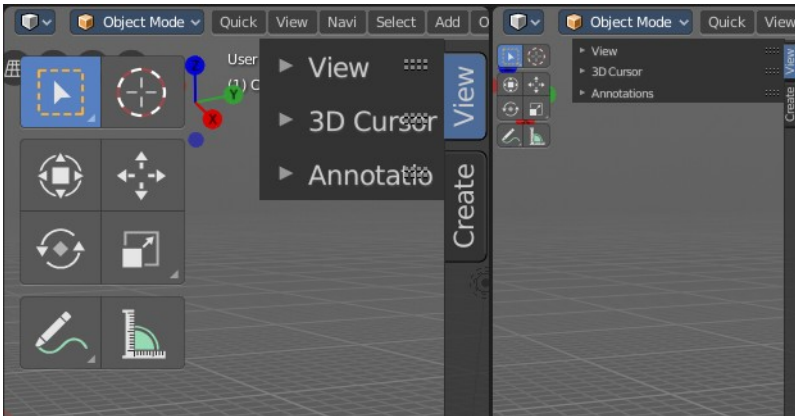 Object Mode Quick View Navi Select Add O
User
(1) C
View
3D Cursor
Annotatio
View
Create
Z
Y
X
Object Mode Quick View
View
3D Cursor
Annotations
View
Create